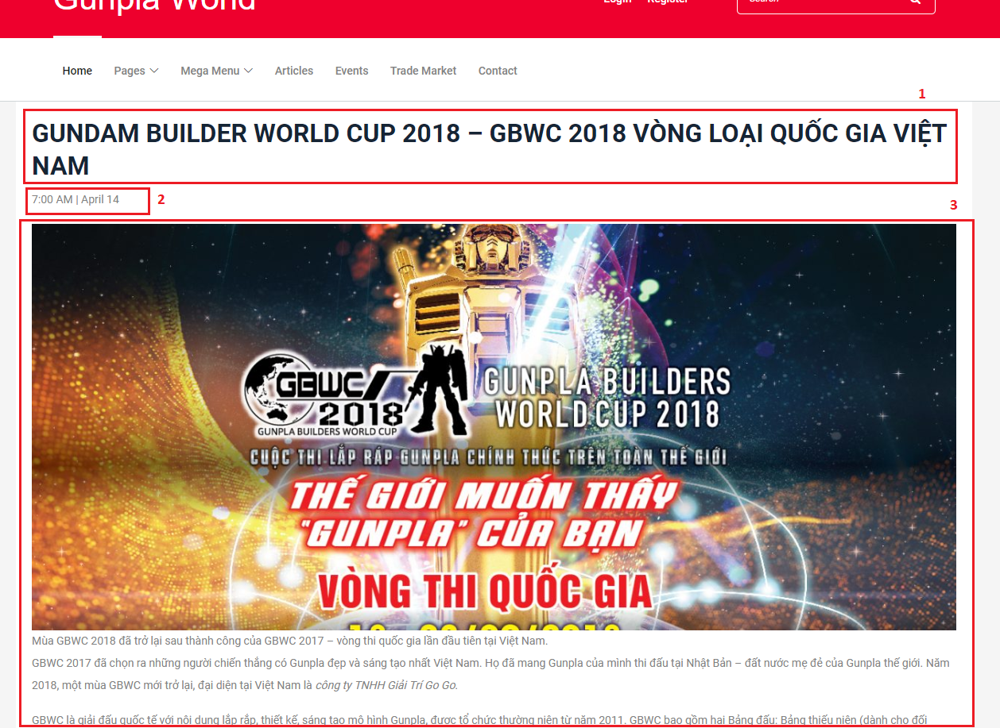 Gunpla World
Login Register Search
Home Pages Mega Menu Articles Events Trade Market Contact
1
GUNDAM BUILDER WORLD CUP 2018 – GBWC 2018 VÒNG LOẠI QUỐC GIA VIỆT
NAM
7:00 AM | April 14
2
3
GBWC
2018
GUNPLA BUILDERS WORLD CUP
GUNPLA BUILDERS
WORLD CUP 2018
CUỘC THI LẮP RÁP GUNPLA CHÍNH THỨC TRÊN TOÀN THẾ GIỚI
THẾ GIỚI MUỐN THẤY
"GUNPLA" CỦA BẠN
VÒNG THI QUỐC GIA
Mùa GBWC 2018 đã trở lại sau thành công của GBWC 2017 – vòng thi quốc gia lần đầu tiên tại Việt Nam.
GBWC 2017 đã chọn ra những người chiến thắng có Gunpla đẹp và sáng tạo nhất Việt Nam. Họ đã mang Gunpla của mình thi đấu tại Nhật Bản – đất nước mẹ đẻ của Gunpla thế giới. Năm
2018, một mùa GBWC mới trở lại, đại diện tại Việt Nam là công ty TNHH Giải Trí Go Go.
GBWC là giải đấu quốc tế với nội dung lắp rắp, thiết kế, sáng tạo mô hình Gunpla, được tổ chức thường niên từ năm 2011. GBWC bao gồm hai Bảng đấu: Bảng thiếu niên (dành cho đối